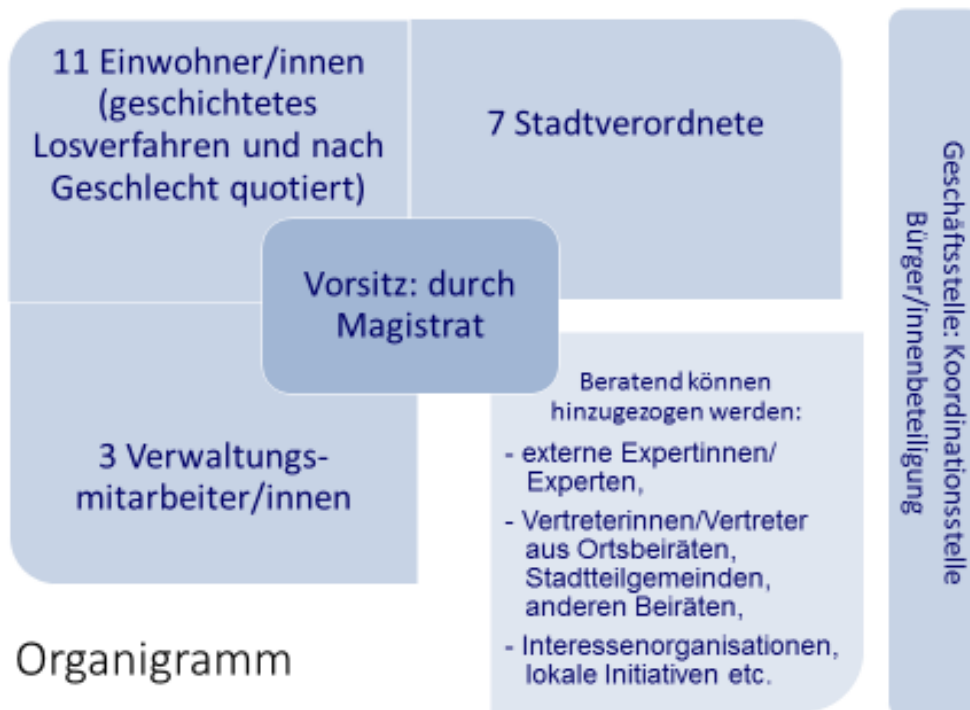 11 Einwohner/innen
(geschichtetes
Losverfahren und nach
Geschlecht quotiert)
7 Stadtverordnete
Vorsitz: durch
Magistrat
3 Verwaltungs-
mitarbeiter/innen
Beratend können
hinzugezogen werden:
- externe Expertinnen/
Experten,
- Vertreterinnen/Vertreter
aus Ortsbeiräten,
Stadtteilgemeinden,
anderen Beiräten,
- Interessenorganisationen,
lokale Initiativen etc.
Geschäftsstelle: Koordinationsstelle
Bürger/innenbeteiligung
Organigramm